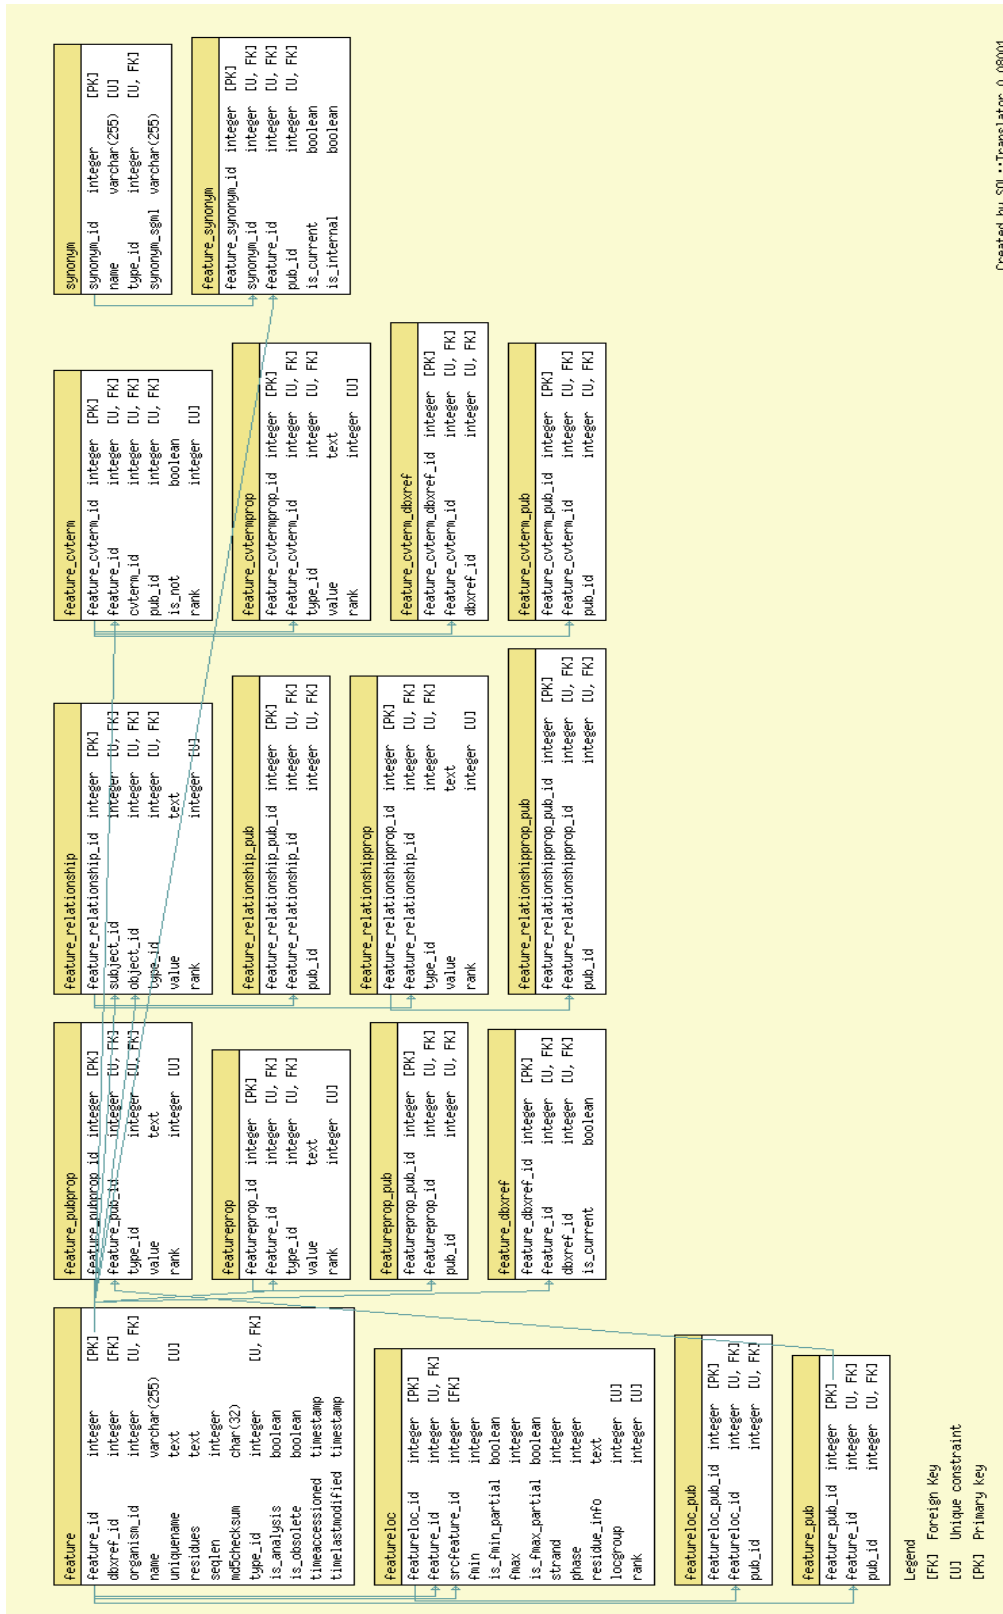 feature
feature_id integer [PK]
dbxref_id integer [FK]
organism_id integer [U, FK]
name varchar(255)
uniquename text [U]
residues text
seqlen integer
md5checksum char(32)
type_id integer [U, FK]
is_analysis boolean
is_obsolete boolean
timeaccessioned timestamp
timelastmodified timestamp
featureloc
featureloc_id integer [PK]
feature_id integer [U, FK]
srcfeature_id integer [FK]
fmin integer
is_fmin_partial boolean
fmax integer
is_fmax_partial boolean
strand integer
phase integer
residue_info text
locgroup integer [U]
rank integer [U]
featureloc_pub
featureloc_pub_id integer [PK]
featureloc_id integer [U, FK]
pub_id integer [U, FK]
feature_pub
feature_pub_id integer [PK]
feature_id integer [U, FK]
pub_id integer [U, FK]
Legend
[FK] Foreign Key
[U] Unique constraint
[PK] Primary key
feature_pubprop
feature_pubprop_id integer [PK]
feature_pub_id integer [U, FK]
type_id integer [U, FK]
value text
rank integer [U]
featureprop
featureprop_id integer [PK]
feature_id integer [U, FK]
type_id integer [U, FK]
value text
rank integer [U]
featureprop_pub
featureprop_pub_id integer [PK]
featureprop_id integer [U, FK]
pub_id integer [U, FK]
feature_dbxref
feature_dbxref_id integer [PK]
feature_id integer [U, FK]
dbxref_id integer [U, FK]
is_current boolean
feature_relationship
feature_relationship_id integer [PK]
subject_id integer [U, FK]
object_id integer [U, FK]
type_id integer [U, FK]
value text
rank integer [U]
feature_relationship_pub
feature_relationship_pub_id integer [PK]
feature_relationship_id integer [U, FK]
pub_id integer [U, FK]
feature_relationshipprop
feature_relationshipprop_id integer [PK]
feature_relationship_id integer [U, FK]
type_id integer [U, FK]
value text
rank integer [U]
feature_relationshipprop_pub
feature_relationshipprop_pub_id integer [PK]
feature_relationshipprop_id integer [U, FK]
pub_id integer [U, FK]
feature_cvterm
feature_cvterm_id integer [PK]
feature_id integer [U, FK]
cvterm_id integer [U, FK]
pub_id integer [U, FK]
is_not boolean
rank integer [U]
feature_cvtermprop
feature_cvtermprop_id integer [PK]
feature_cvterm_id integer [U, FK]
type_id integer [U, FK]
value text
rank integer [U]
feature_cvterm_dbxref
feature_cvterm_dbxref_id integer [PK]
feature_cvterm_id integer [U, FK]
dbxref_id integer [U, FK]
feature_cvterm_pub
feature_cvterm_pub_id integer [PK]
feature_cvterm_id integer [U, FK]
pub_id integer [U, FK]
synonym
synonym_id integer [PK]
name varchar(255) [U]
type_id integer [U, FK]
synonym_sgml varchar(255)
feature_synonym
feature_synonym_id integer [PK]
synonym_id integer [U, FK]
feature_id integer [U, FK]
pub_id integer [U, FK]
is_current boolean
is_internal boolean
Created by SQL::Translator 0.08001